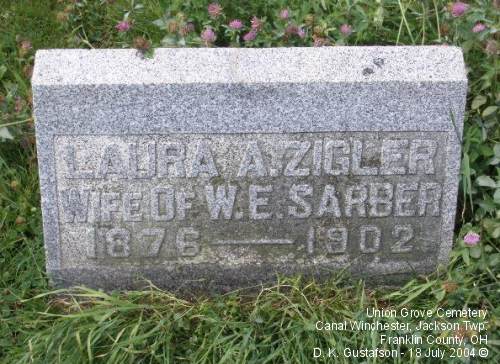 LAURA A. ZIGLER
WIFE OF W.E. SARBER
1876 — 1902
Union Grove Cemetery
Canal Winchester, Jackson Twp.
Franklin County, OH
D. K. Gustafson - 18 July 2004 ©